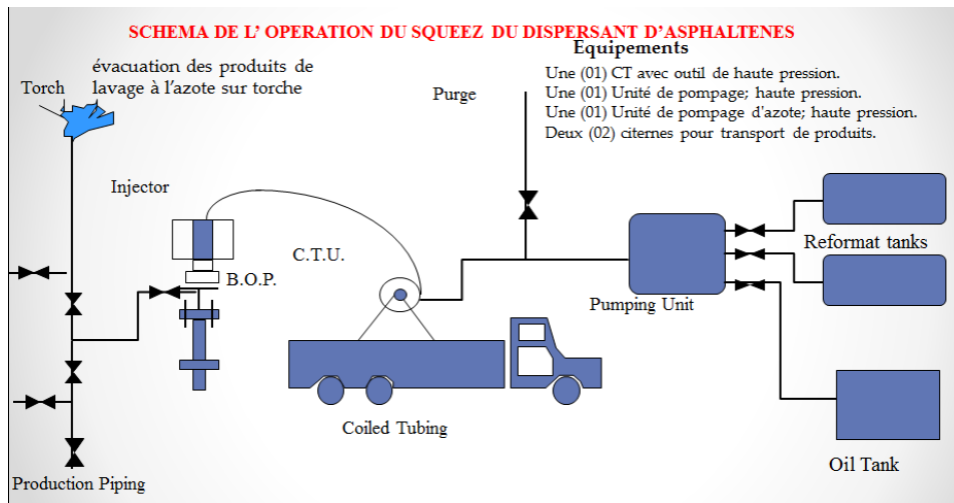 SCHEMA DE L' OPERATION DU SQUEEZ DU DISPERSANT D'ASPHALTENES
Equipements
Une (01) CT avec outil de haute pression.
Une (01) Unité de pompage; haute pression.
Une (01) Unité de pompage d'azote; haute pression.
Deux (02) citernes pour transport de produits.
évacuation des produits de
lavage à l'azote sur torche
Torch
Purge
Injector
C.T.U.
B.O.P.
Reformat tanks
Pumping Unit
Coiled Tubing
Oil Tank
Production Piping